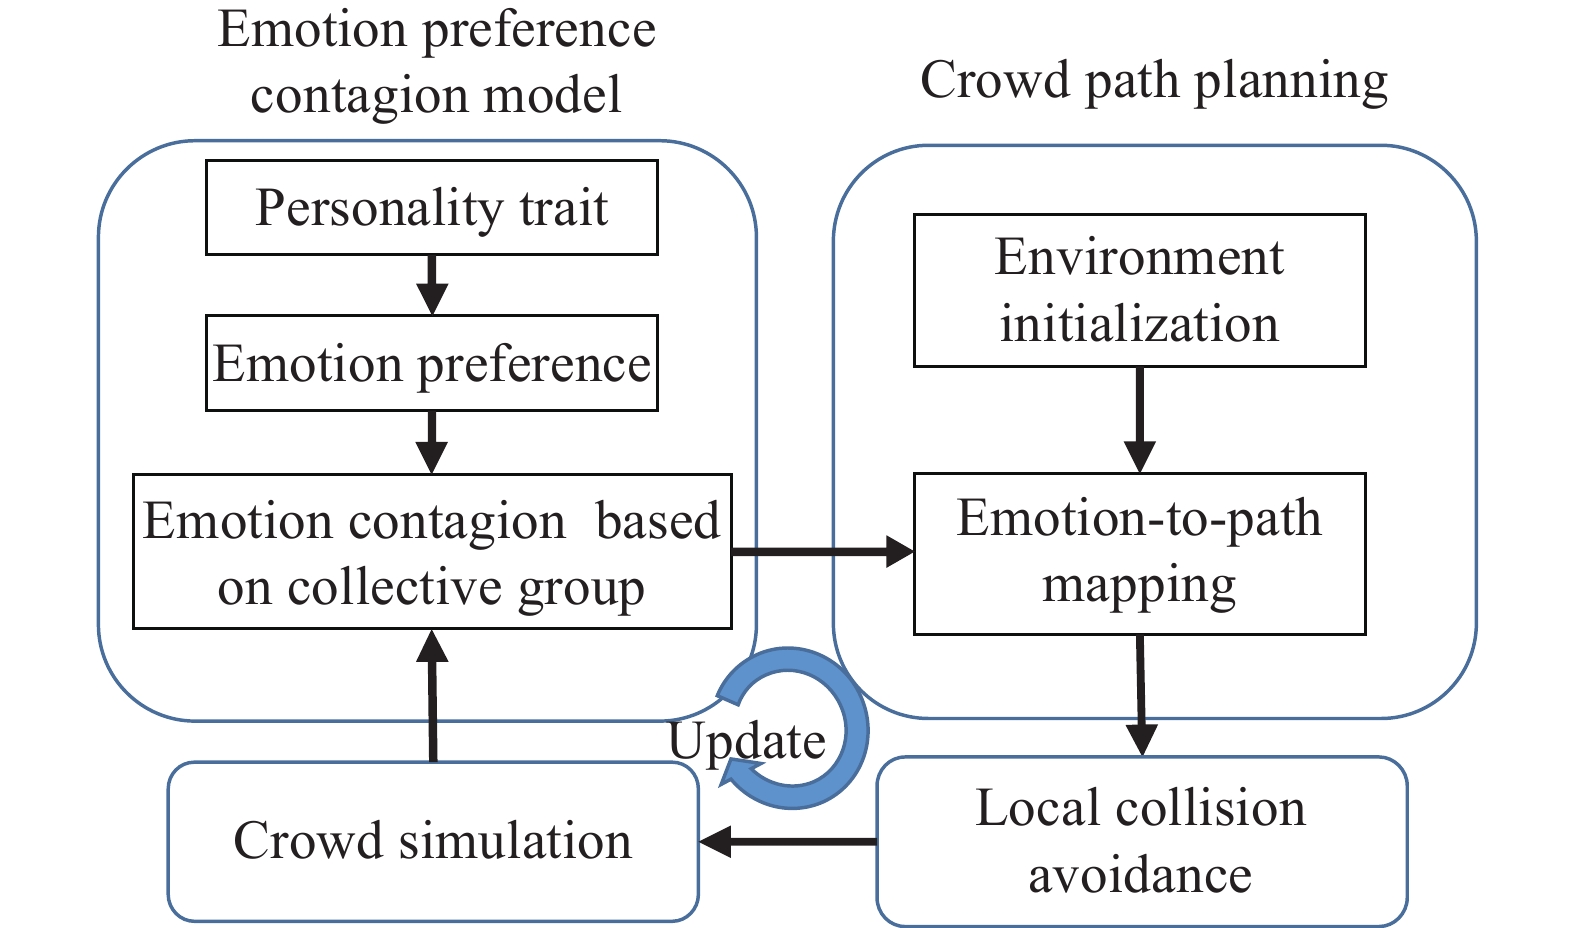 Emotion preference
contagion model
Personality trait
Emotion preference
Emotion contagion  based
on collective group
Crowd path planning
Environment
initialization
Emotion-to-path
mapping
Update
Crowd simulation
Local collision
avoidance